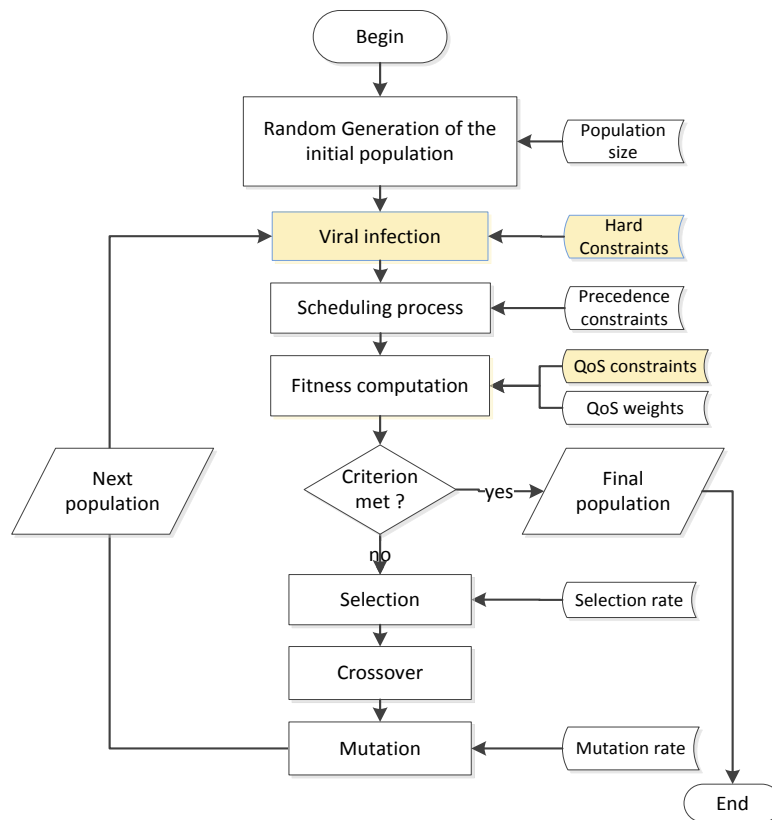 Begin
Random Generation of the
initial population
Population
size
Viral infection
Hard
Constraints
Scheduling process
Precedence
constraints
Fitness computation
QoS constraints
QoS weights
Next
population
Criterion
met ?
yes
Final
population
no
Selection
Selection rate
Crossover
Mutation
Mutation rate
End